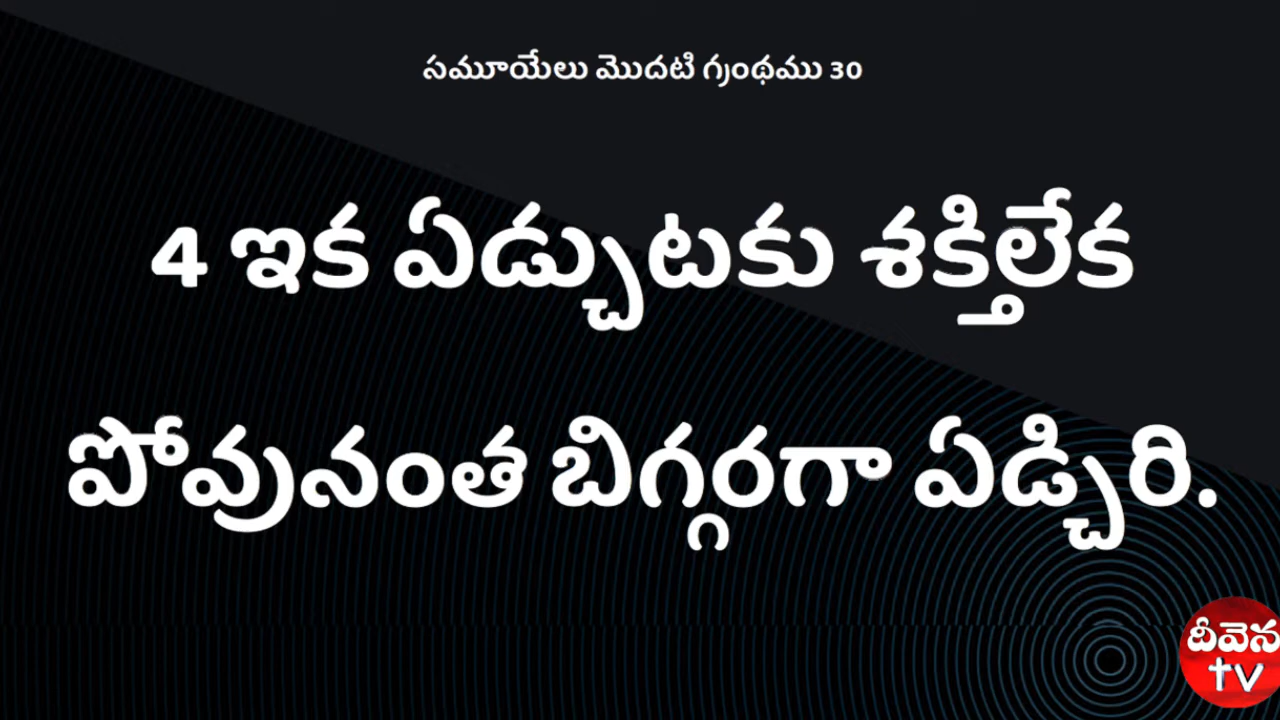 సమూయేలు మొదటి గ్రంథము 30
4 ఇక ఏడ్చుటకు శక్తిలేక
పోవునంత బిగ్గరగా ఏడ్చిరి.
దీవెన
tv